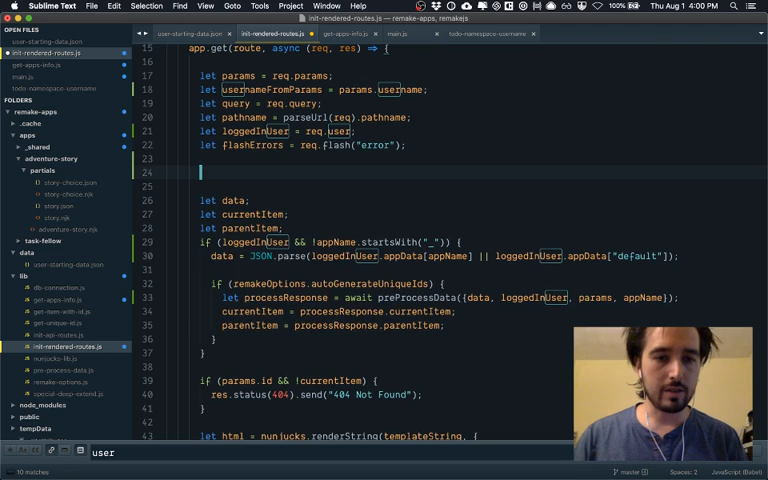 Sublime Text File Edit Selection Find View Goto Tools Project Window Help 100% Thu Aug 1 4:00 PM
init-rendered-routes.js — remake-apps, remakejs
OPEN FILES
user-starting-data.json
init-rendered-routes.js
get-apps-info.js
main.js
todo-namespace-username
FOLDERS
remake-apps
.cache
apps
_shared
adventure-story
partials
story-choice.json
story-choice.njk
story.json
story.njk
adventure-story.njk
task-fellow
data
user-starting-data.json
lib
db-connection.js
get-apps-info.js
get-item-with-id.js
get-unique-id.js
init-api-routes.js
init-rendered-routes.js
nunjucks-lib.js
pre-process-data.js
remake-options.js
special-deep-extend.js
node_modules
public
tempData
user-starting-data.json init-rendered-routes.js get-apps-info.js main.js todo-namespace-username
15 app.get(route, async (req, res) => {
16
17 let params = req.params;
18 let usernameFromParams = params.username;
19 let query = req.query;
20 let pathname = parseUrl(req).pathname;
21 let loggedInUser = req.user;
22 let flashErrors = req.flash("error");
23
24
25
26 let data;
27 let currentItem;
28 let parentItem;
29 if (loggedInUser && !appName.startsWith("_")) {
30 data = JSON.parse(loggedInUser.appData[appName] || loggedInUser.appData["default"]);
31
32 if (remakeOptions.autoGenerateUniqueIds) {
33 let processResponse = await preProcessData({data, loggedInUser, params, appName});
34 currentItem = processResponse.currentItem;
35 parentItem = processResponse.parentItem;
36 }
37 }
38
39 if (params.id && !currentItem) {
40 res.status(404).send("404 Not Found");
41 }
42
43 let html = nunjucks.renderString(templateString, {
.* Aa "" user
10 matches master Spaces: 2 JavaScript (Babel)